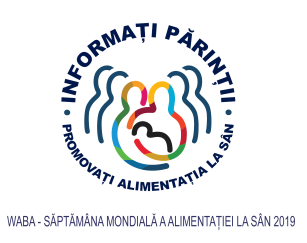 • INFORMAȚI PĂRINȚII •
PROMOVAȚI ALIMENTAȚIA LA SÂN
WABA - SĂPTĂMÂNA MONDIALĂ A ALIMENTAȚIEI LA SÂN 2019